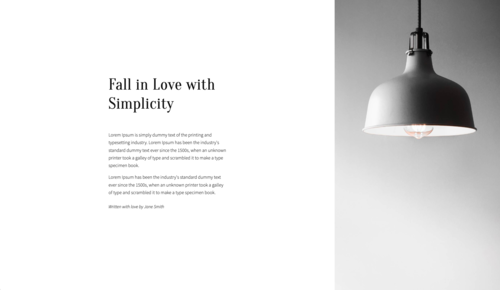 Fall in Love with
Simplicity
Lorem Ipsum is simply dummy text of the printing and
typesetting industry. Lorem Ipsum has been the industry's
standard dummy text ever since the 1500s, when an unknown
printer took a galley of type and scrambled it to make a type
specimen book.
Lorem Ipsum has been the industry's standard dummy text
ever since the 1500s, when an unknown printer took a galley
of type and scrambled it to make a type specimen book.
Written with love by Jane Smith